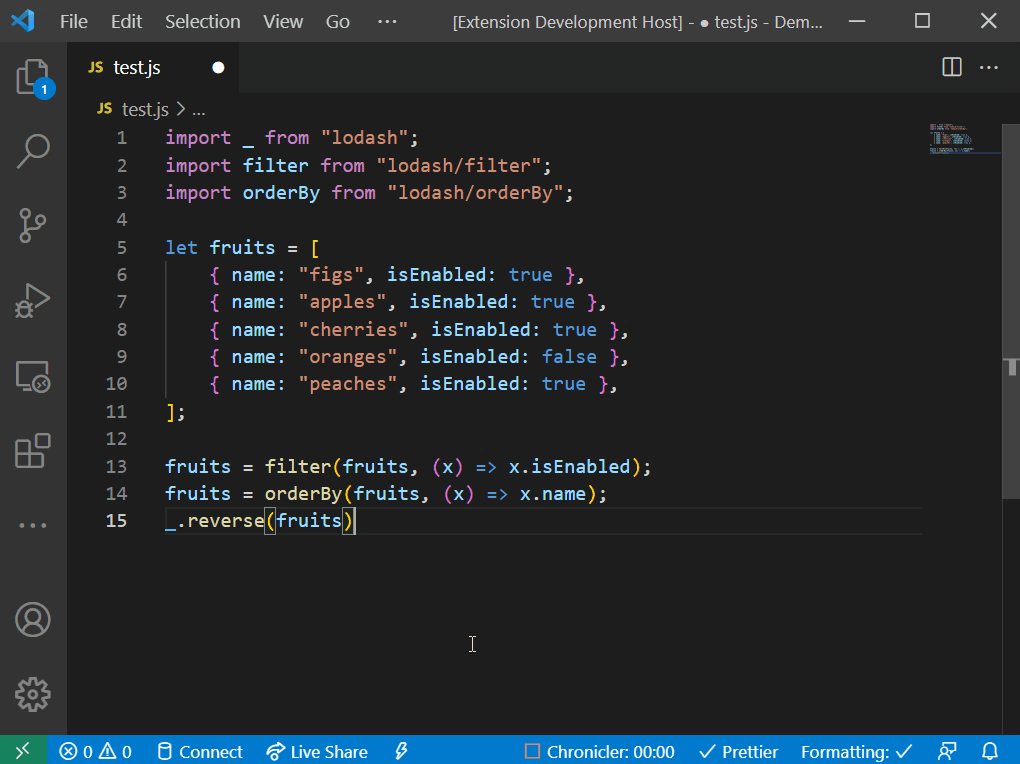 File Edit Selection View Go ··· [Extension Development Host] - ● test.js - Dem...
1
JS test.js ●
JS test.js > ...
1 import _ from "lodash";
2 import filter from "lodash/filter";
3 import orderBy from "lodash/orderBy";
4
5 let fruits = [
6     { name: "figs", isEnabled: true },
7     { name: "apples", isEnabled: true },
8     { name: "cherries", isEnabled: true },
9     { name: "oranges", isEnabled: false },
10     { name: "peaches", isEnabled: true },
11 ];
12
13 fruits = filter(fruits, (x) => x.isEnabled);
14 fruits = orderBy(fruits, (x) => x.name);
15 _.reverse(fruits)
0 0 Connect Live Share Chronicler: 00:00 ✓ Prettier Formatting: ✓